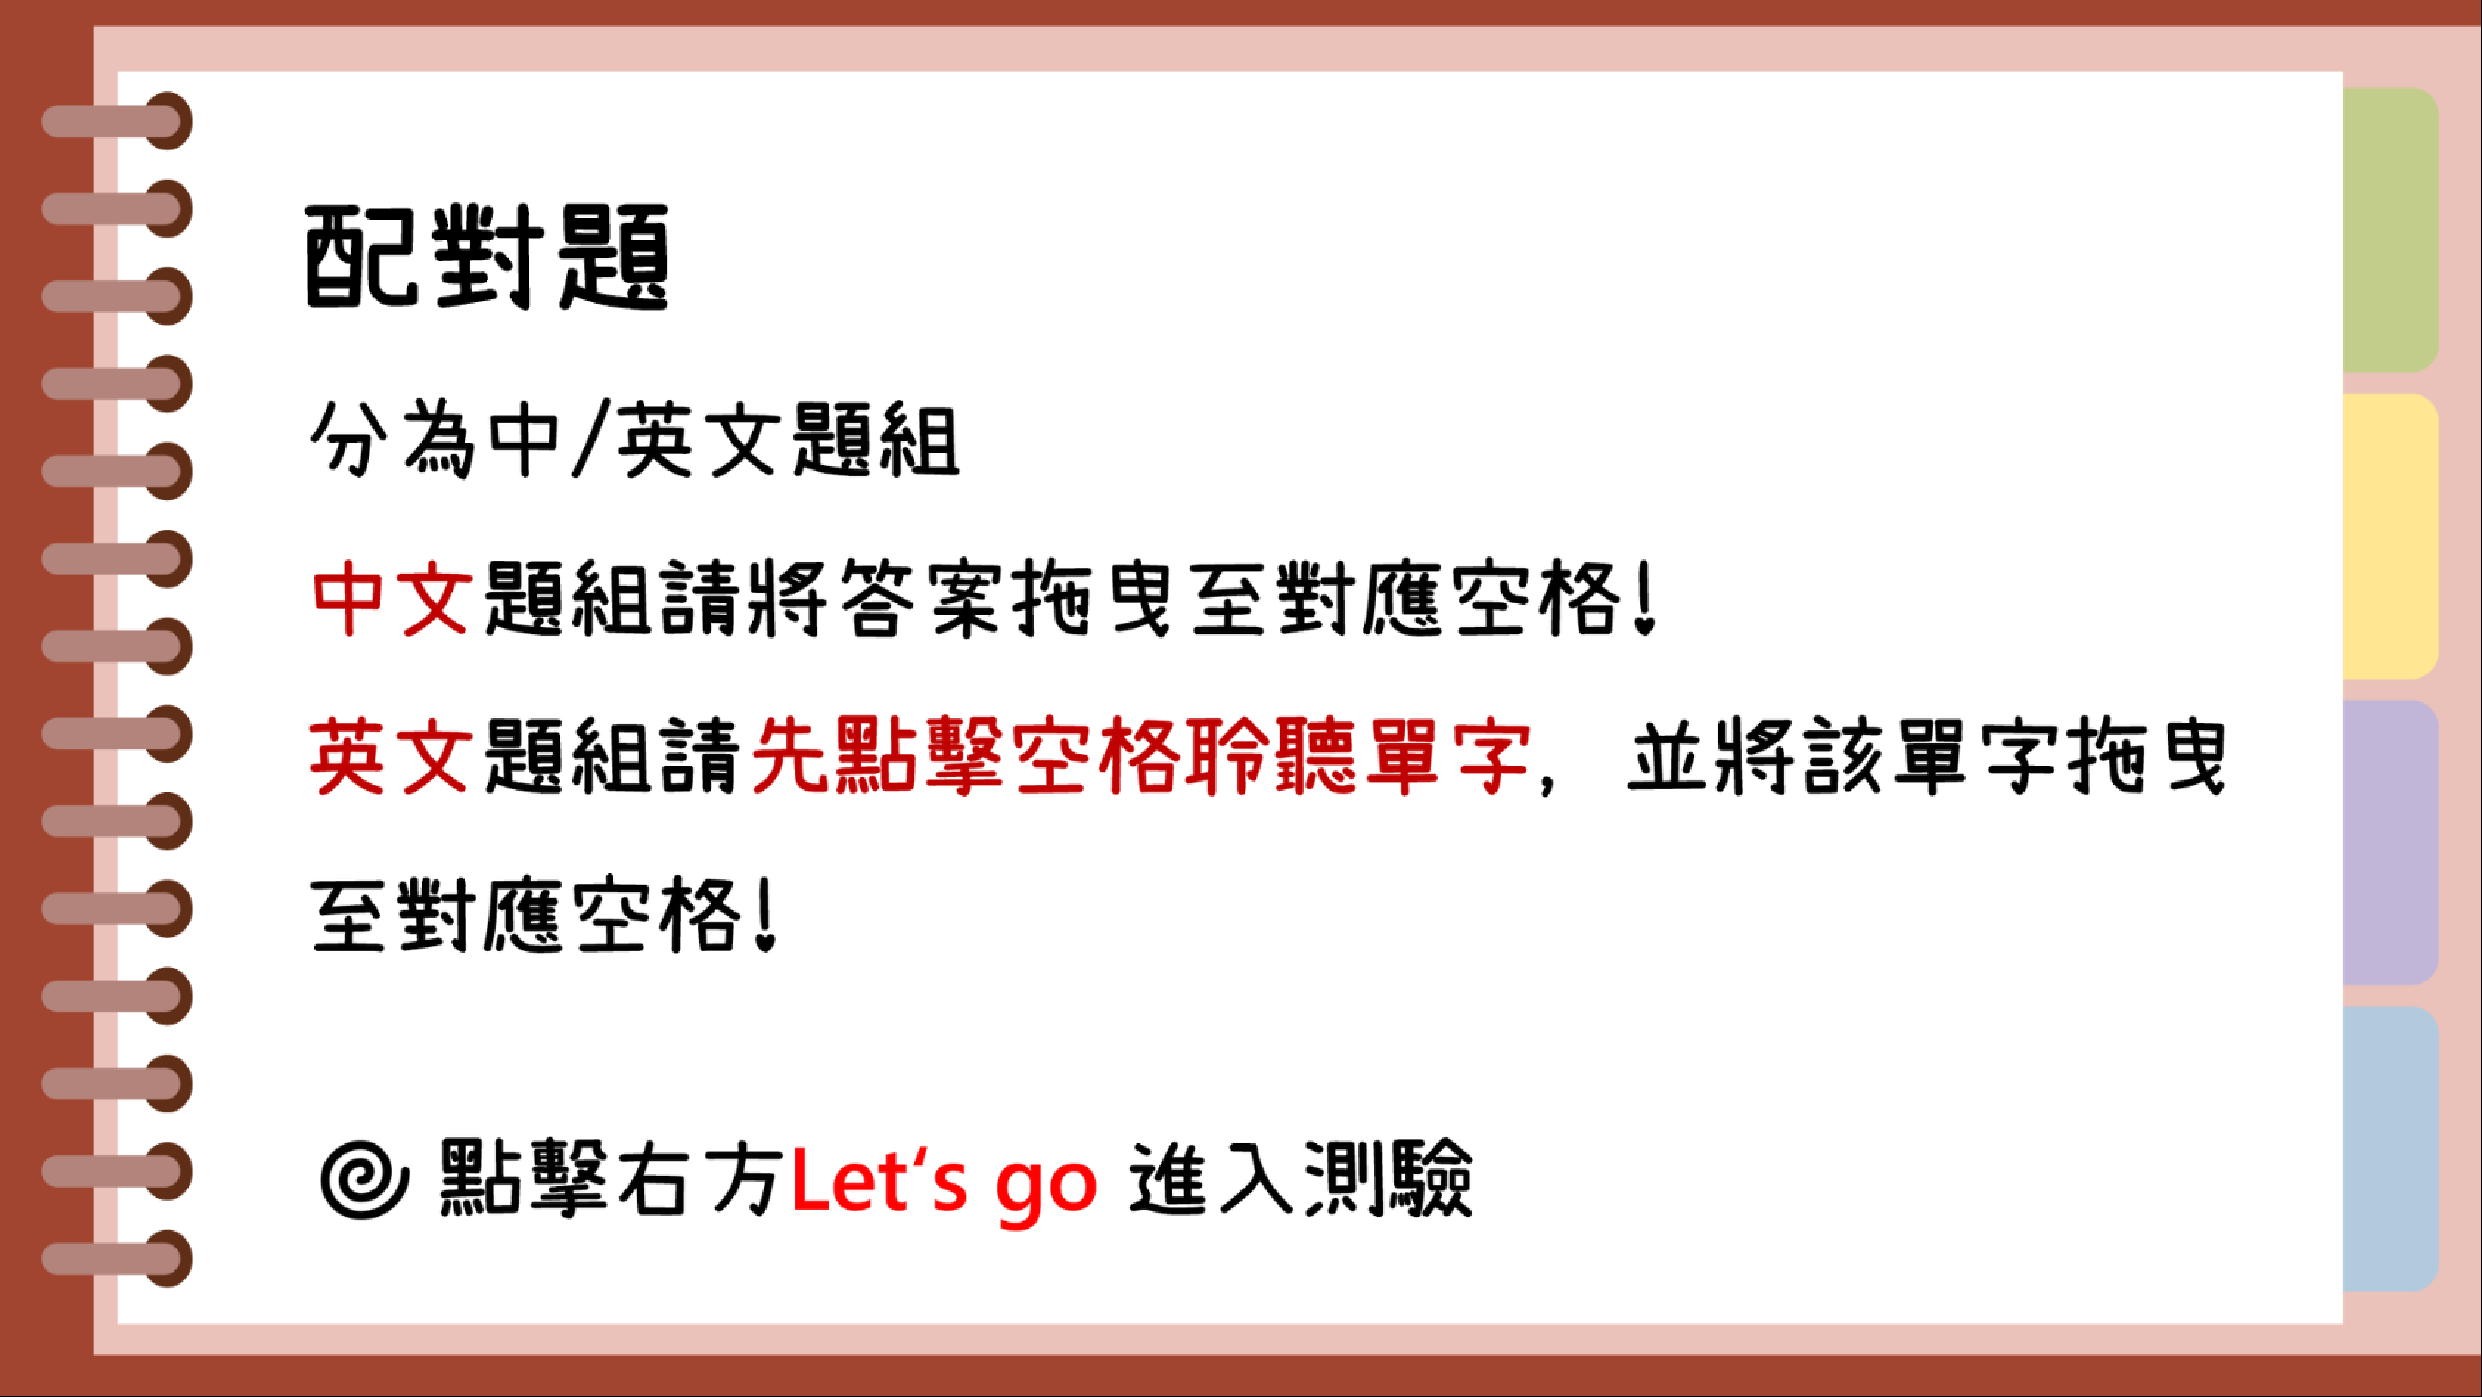 配對題
分為中/英文題組
中文題組請將答案拖曳至對應空格!
英文題組請先點擊空格聆聽單字, 並將該單字拖曳
至對應空格!
點擊右方Let‘s go 進入測驗